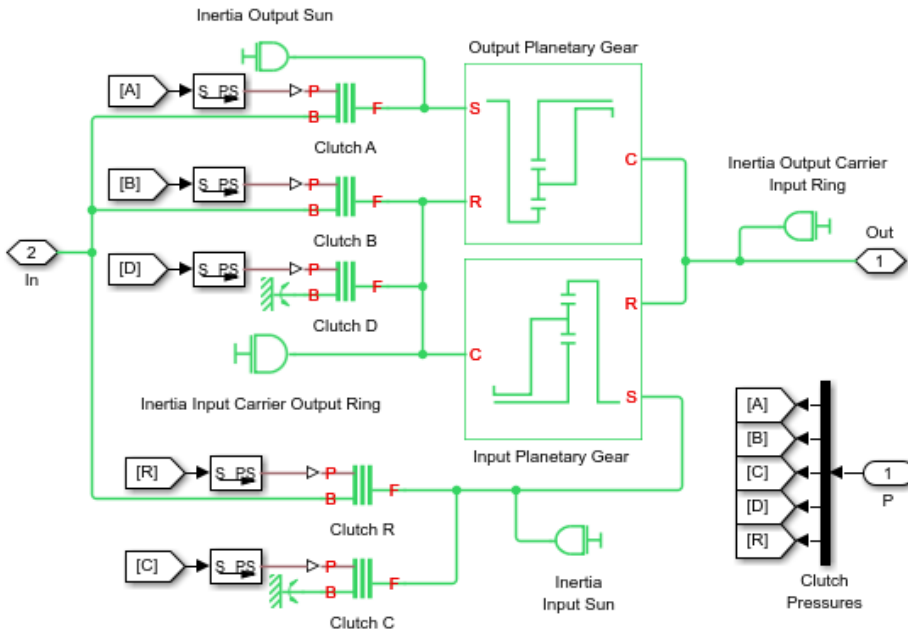 Inertia Output Sun
Output Planetary Gear
[A]
S PS
P
B
F
Clutch A
S
C
R
[B]
S PS
P
B
F
Clutch B
Inertia Output Carrier
Input Ring
2
In
[D]
S PS
P
B
F
Clutch D
Out
1
C
R
S
Inertia Input Carrier Output Ring
Input Planetary Gear
[R]
S PS
P
B
F
Clutch R
[C]
S PS
P
B
F
Clutch C
Inertia
Input Sun
[A]
[B]
[C]
[D]
[R]
1
P
Clutch
Pressures